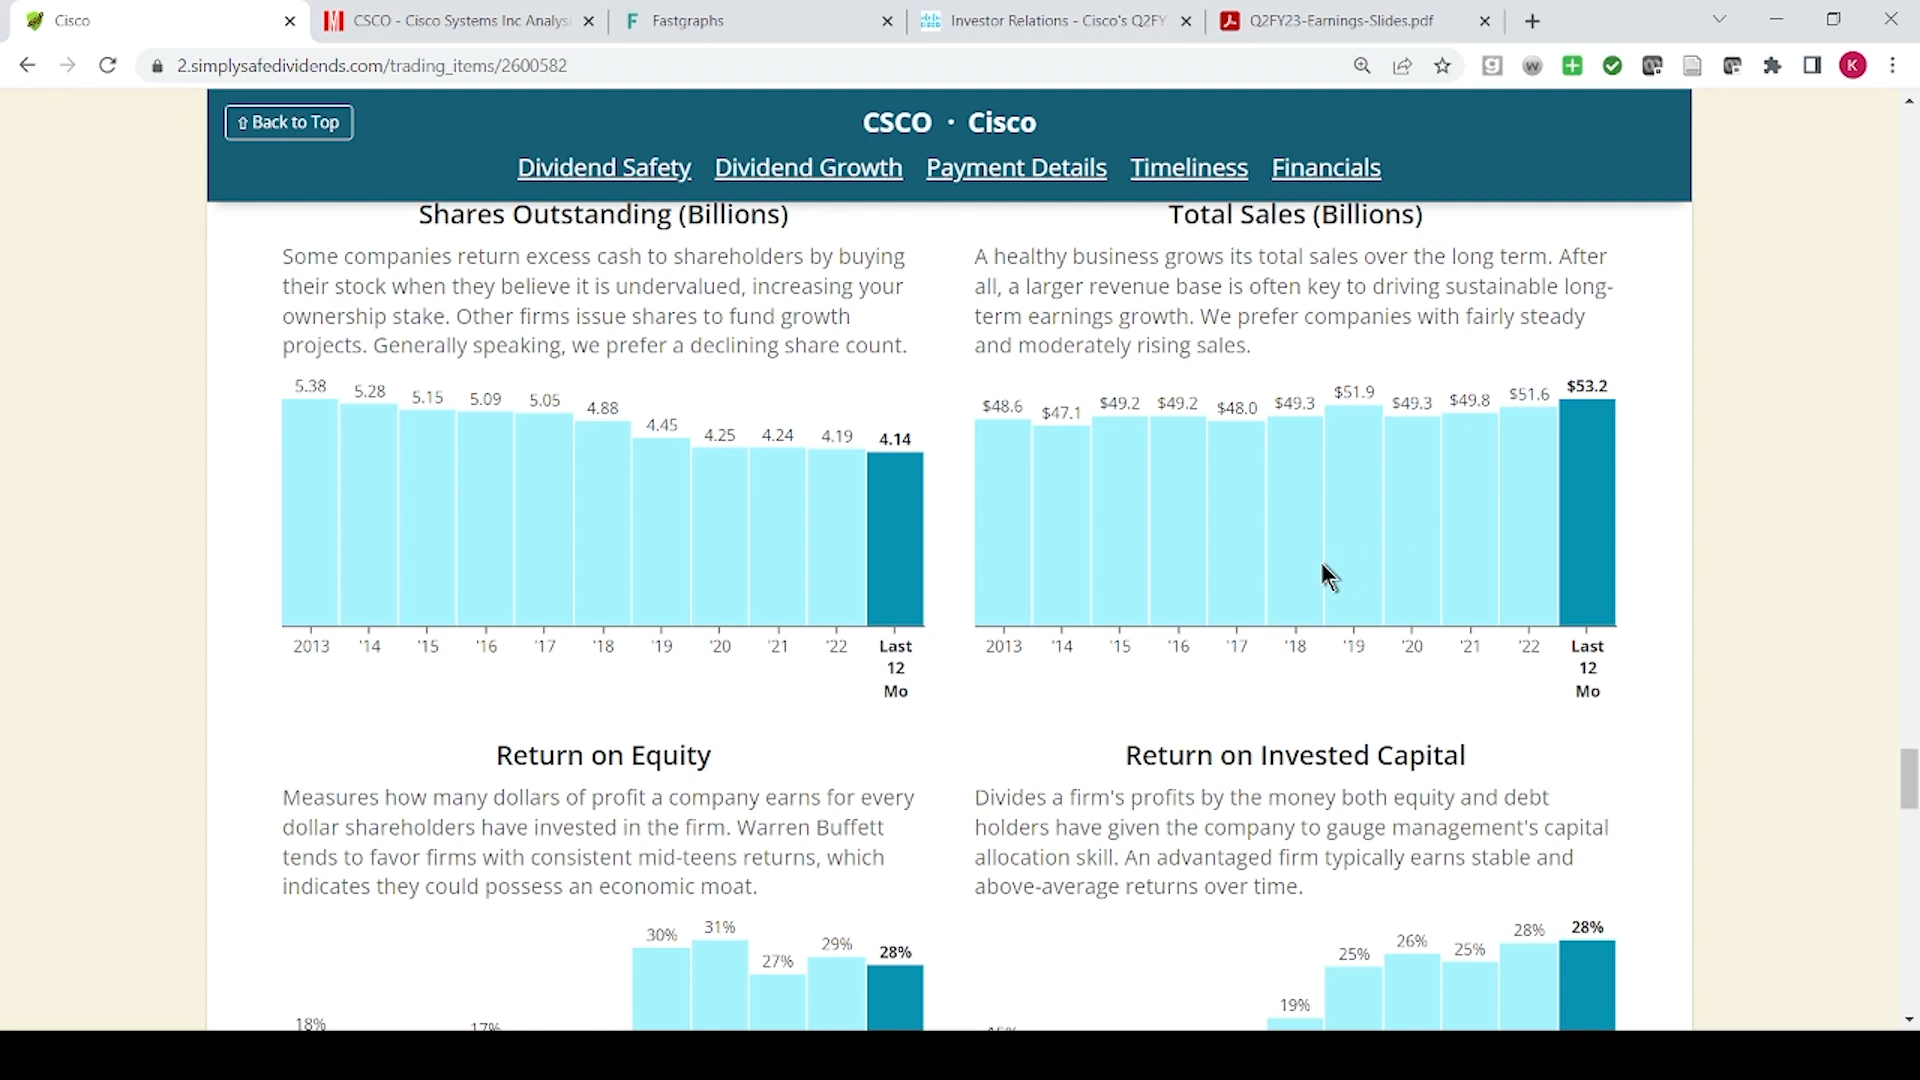 Cisco
CSCO - Cisco Systems Inc Analysi
Fastgraphs
Investor Relations - Cisco's Q2FY
Q2FY23-Earnings-Slides.pdf
2.simplysafedividends.com/trading_items/2600582
K
⇧ Back to Top
CSCO · Cisco
Dividend Safety Dividend Growth Payment Details Timeliness Financials
Shares Outstanding (Billions)
Some companies return excess cash to shareholders by buying
their stock when they believe it is undervalued, increasing your
ownership stake. Other firms issue shares to fund growth
projects. Generally speaking, we prefer a declining share count.
5.38 5.28 5.15 5.09 5.05 4.88 4.45 4.25 4.24 4.19 4.14
2013 '14 '15 '16 '17 '18 '19 '20 '21 '22 Last
12
Mo
Total Sales (Billions)
A healthy business grows its total sales over the long term. After
all, a larger revenue base is often key to driving sustainable long-
term earnings growth. We prefer companies with fairly steady
and moderately rising sales.
$48.6 $47.1 $49.2 $49.2 $48.0 $49.3 $51.9 $49.3 $49.8 $51.6 $53.2
2013 '14 '15 '16 '17 '18 '19 '20 '21 '22 Last
12
Mo
Return on Equity
Measures how many dollars of profit a company earns for every
dollar shareholders have invested in the firm. Warren Buffett
tends to favor firms with consistent mid-teens returns, which
indicates they could possess an economic moat.
18% 17% 30% 31% 27% 29% 28%
Return on Invested Capital
Divides a firm's profits by the money both equity and debt
holders have given the company to gauge management's capital
allocation skill. An advantaged firm typically earns stable and
above-average returns over time.
19% 25% 26% 25% 28% 28%